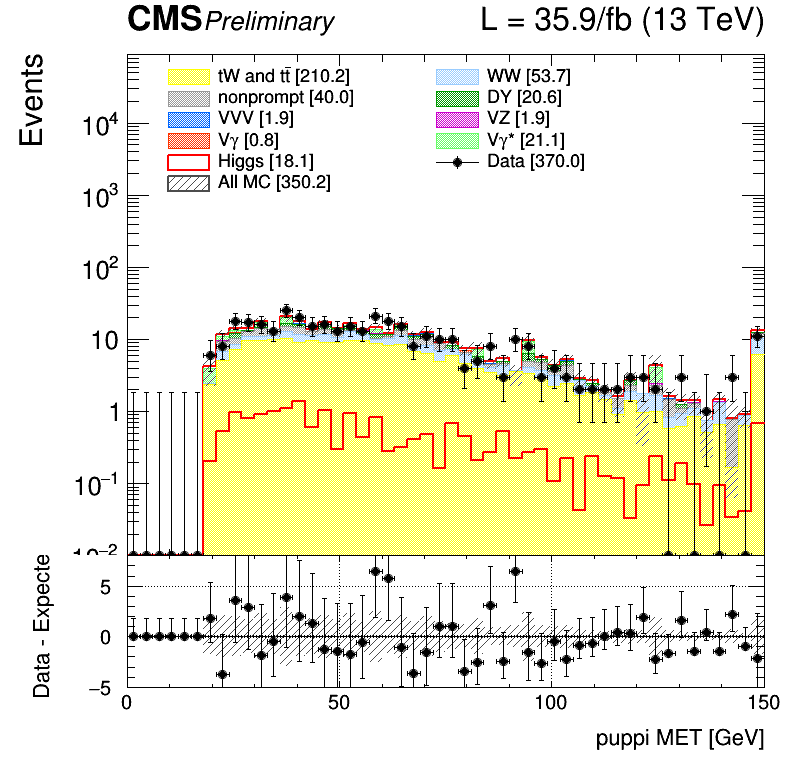 CMS Preliminary L = 35.9/fb (13 TeV)
Events
tW and tt̄ [210.2] WW [53.7]
nonprompt [40.0] DY [20.6]
VVV [1.9] VZ [1.9]
Vγ [0.8] Vγ* [21.1]
Higgs [18.1] Data [370.0]
All MC [350.2]
10⁴
10³
10²
10
1
10⁻¹
10⁻²
Data - Expecte
5
0
−5
0 50 100 150
puppi MET [GeV]